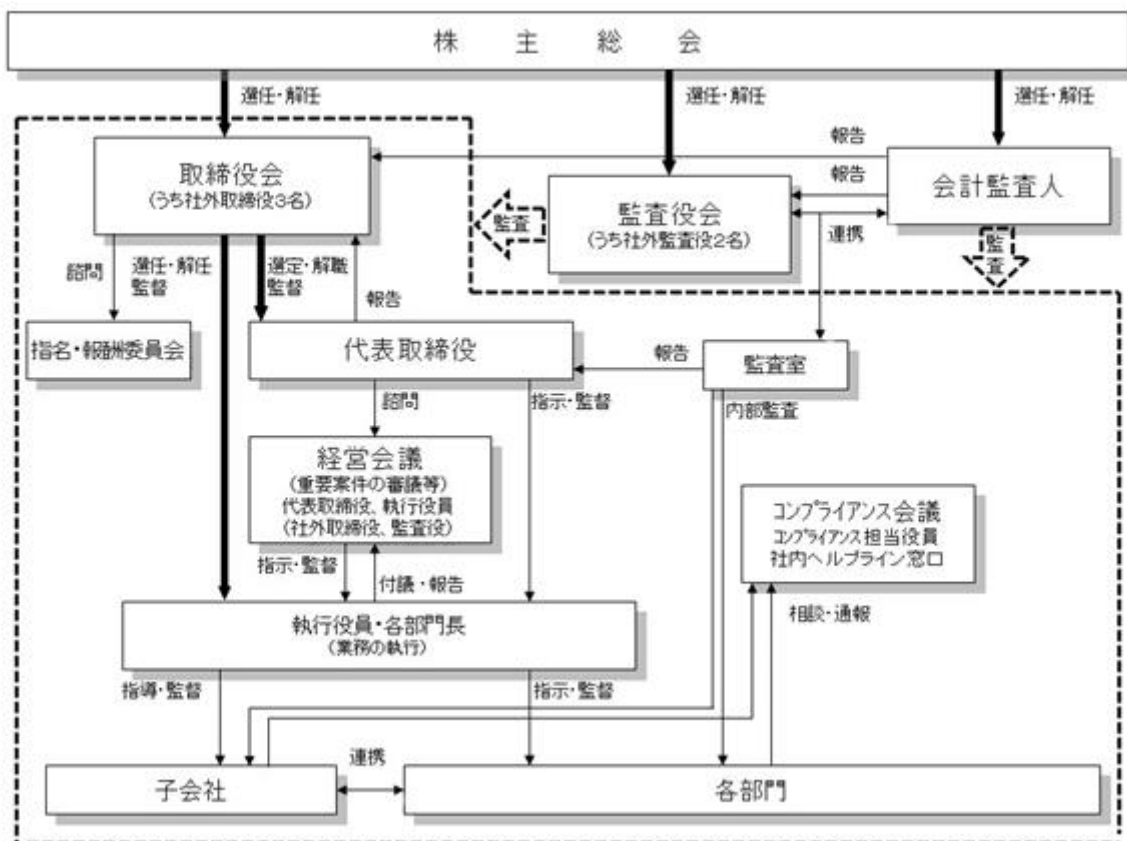 株主総会
選任・解任
選任・解任
選任・解任
取締役会
(うち社外取締役3名)
報告
報告
会計監査人
監査役会
(うち社外監査役2名)
監査
連携
監査
諮問
選任・解任
監督
選定・解職
監督
報告
指名・報酬委員会
代表取締役
報告
監査室
諮問
指示・監督
内部監査
経営会議
(重要案件の審議等)
代表取締役、執行役員
(社外取締役、監査役)
コンプライアンス会議
コンプライアンス担当役員
社内ヘルプライン窓口
指示・監督
付議・報告
相談・通報
執行役員・各部門長
(業務の執行)
指導・監督
指示・監督
連携
子会社
各部門